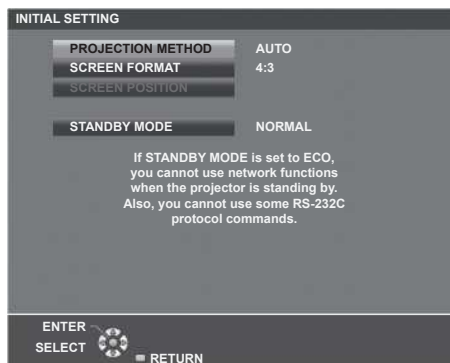 INITIAL SETTING
PROJECTION METHOD AUTO
SCREEN FORMAT 4:3
SCREEN POSITION
STANDBY MODE NORMAL
If STANDBY MODE is set to ECO,
you cannot use network functions
when the projector is standing by.
Also, you cannot use some RS-232C
protocol commands.
ENTER
SELECT
RETURN